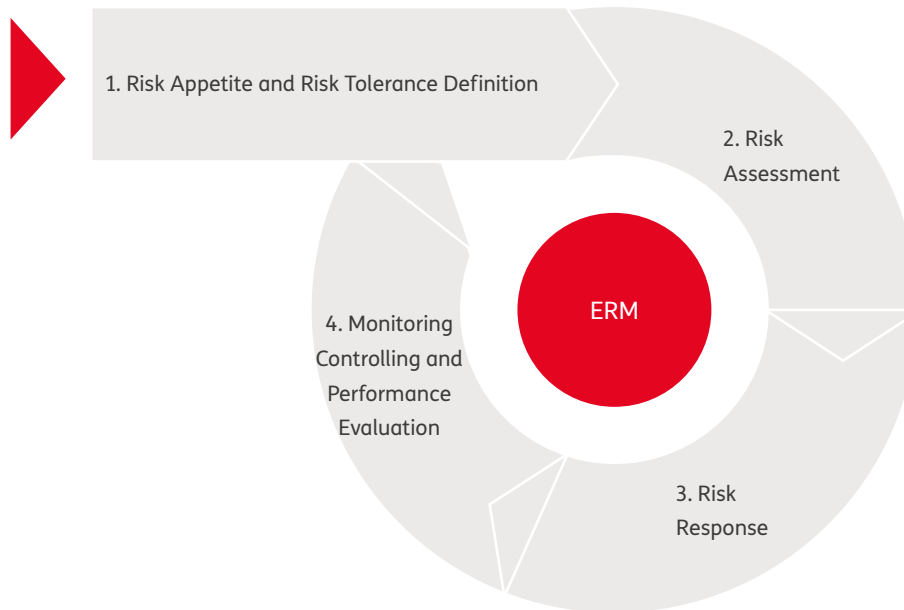 1. Risk Appetite and Risk Tolerance Definition
2. Risk
Assessment
ERM
4. Monitoring
Controlling and
Performance
Evaluation
3. Risk
Response